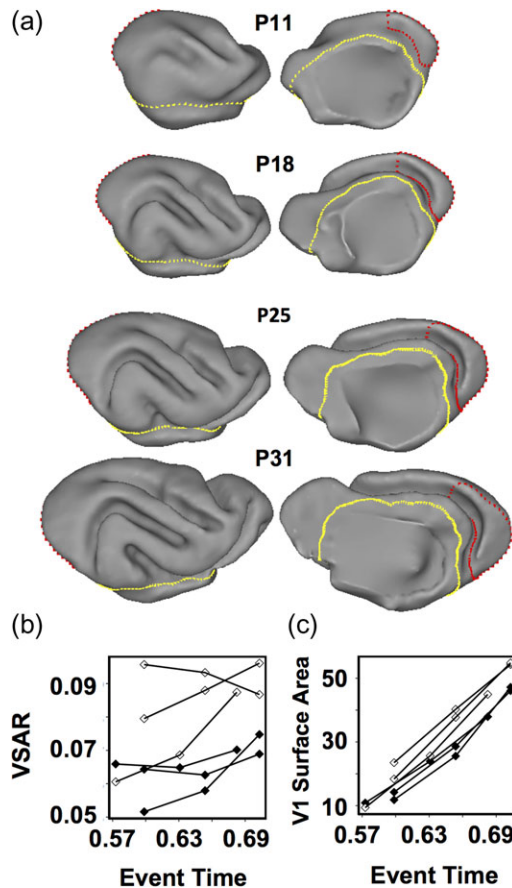 (a)
P11
P18
P25
P31
(b)
VSAR
0.09
0.07
0.05
0.57 0.63 0.69
Event Time
(c)
V1 Surface Area
50
30
10
0.57 0.63 0.69
Event Time